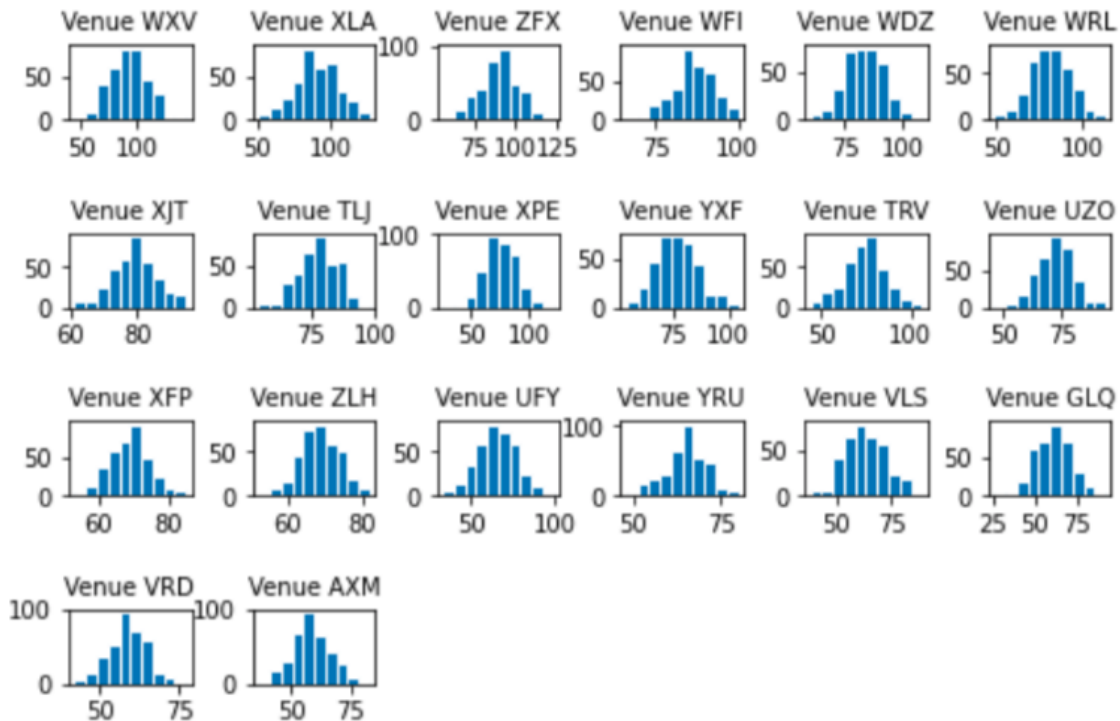 Venue WXV Venue XLA Venue ZFX Venue WFI Venue WDZ Venue WRL
50 50 100 50 50 50
0 0 0 0 0 0
50 100 50 100 75 100 125 75 100 75 100 50 100
Venue XJT Venue TLJ Venue XPE Venue YXF Venue TRV Venue UZO
50 50 100 50 50 50
0 0 0 0 0 0
60 80 75 100 50 100 75 100 50 75 100 50 75
Venue XFP Venue ZLH Venue UFY Venue YRU Venue VLS Venue GLQ
50 50 50 100 50 50
0 0 0 0 0 0
60 80 60 80 50 100 50 75 50 75 25 50 75
Venue VRD Venue AXM
100 100
0 0
50 75 50 75